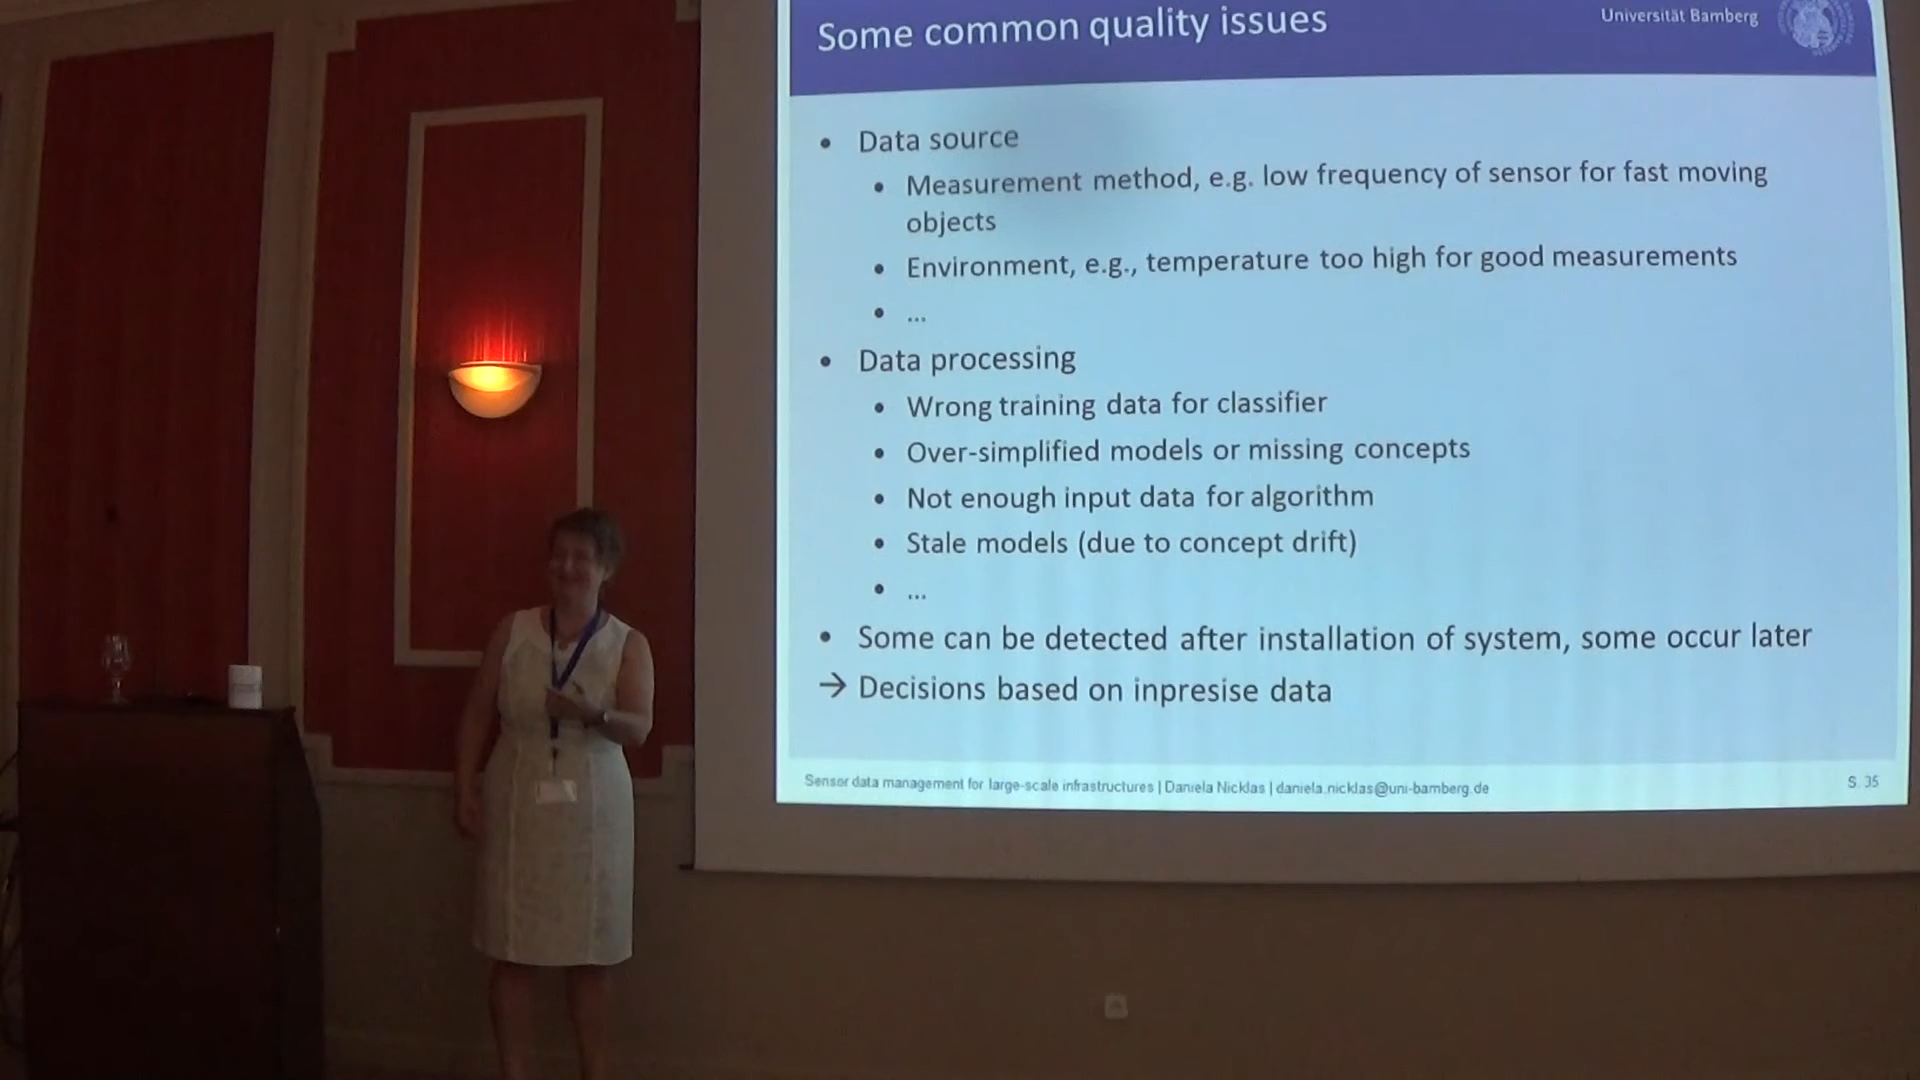 Some common quality issues
Universität Bamberg
• Data source
• Measurement method, e.g. low frequency of sensor for fast moving
objects
• Environment, e.g., temperature too high for good measurements
• ...
• Data processing
• Wrong training data for classifier
• Over-simplified models or missing concepts
• Not enough input data for algorithm
• Stale models (due to concept drift)
• ...
• Some can be detected after installation of system, some occur later
→ Decisions based on inpresise data
Sensor data management for large-scale infrastructures | Daniela Nicklas | daniela.nicklas@uni-bamberg.de
S. 35